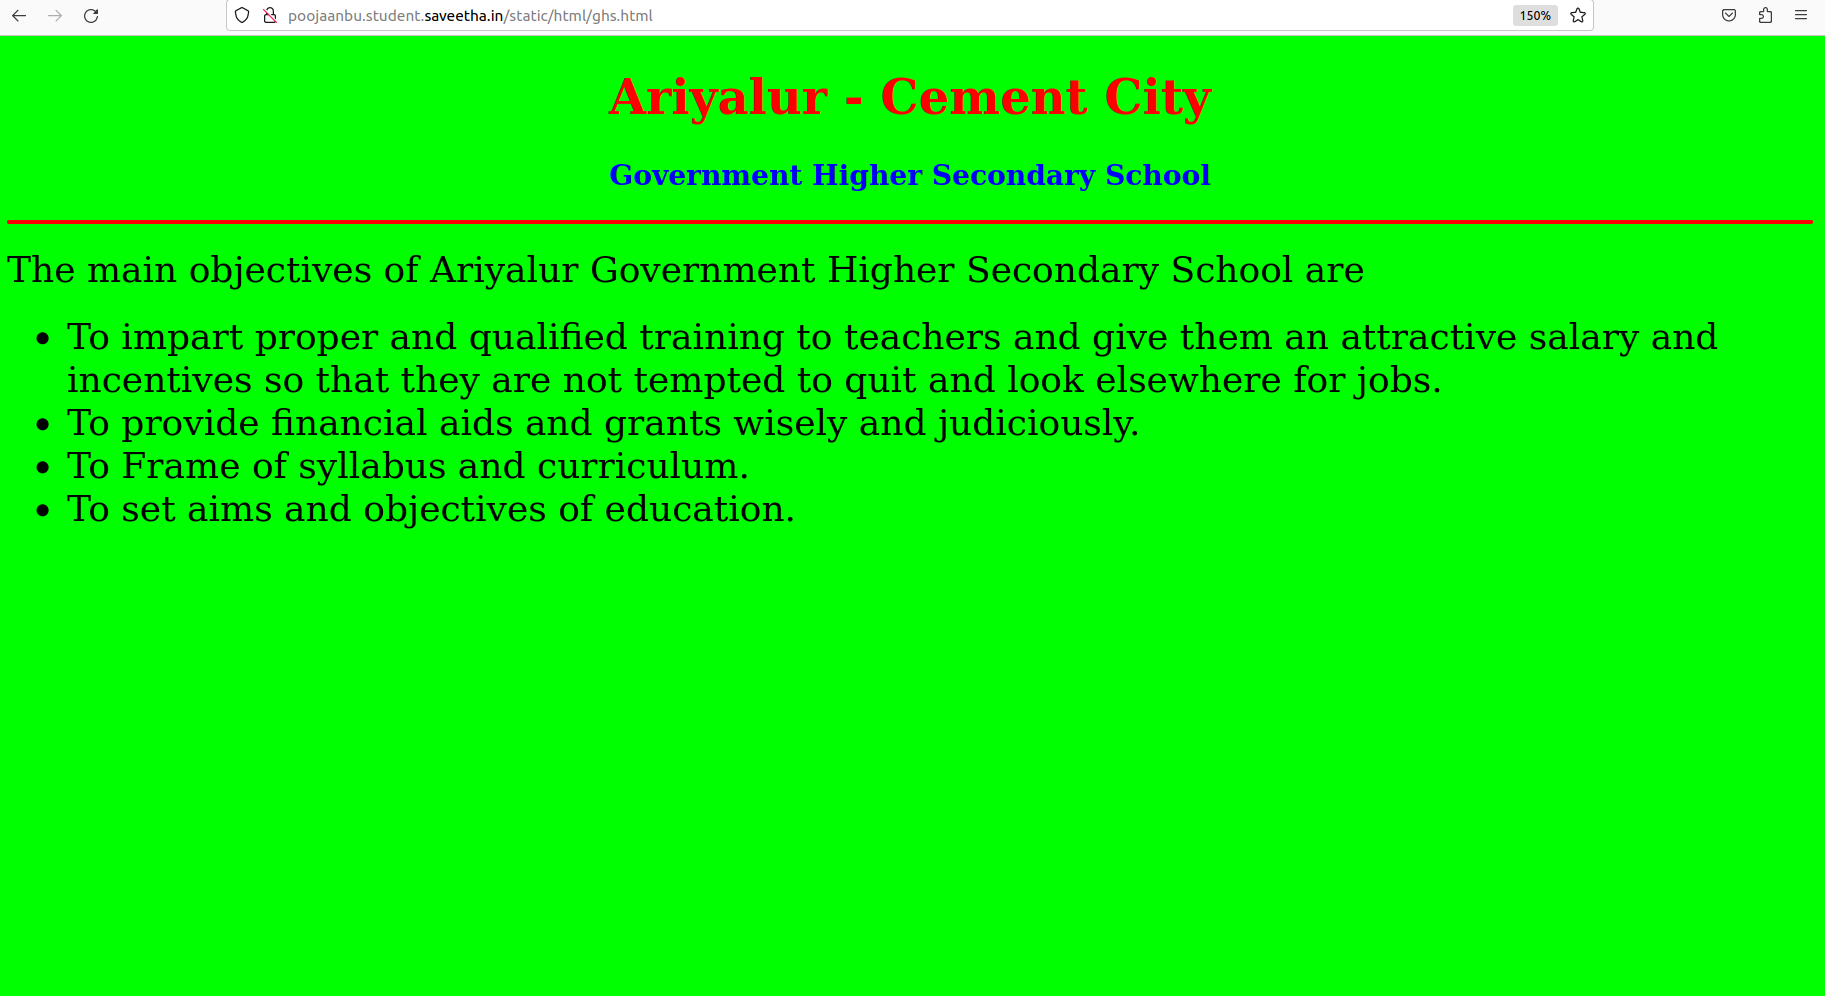 poojaanbu.student.saveetha.in/static/html/ghs.html
150%
Ariyalur - Cement City
Government Higher Secondary School
The main objectives of Ariyalur Government Higher Secondary School are
• To impart proper and qualified training to teachers and give them an attractive salary and
incentives so that they are not tempted to quit and look elsewhere for jobs.
• To provide financial aids and grants wisely and judiciously.
• To Frame of syllabus and curriculum.
• To set aims and objectives of education.